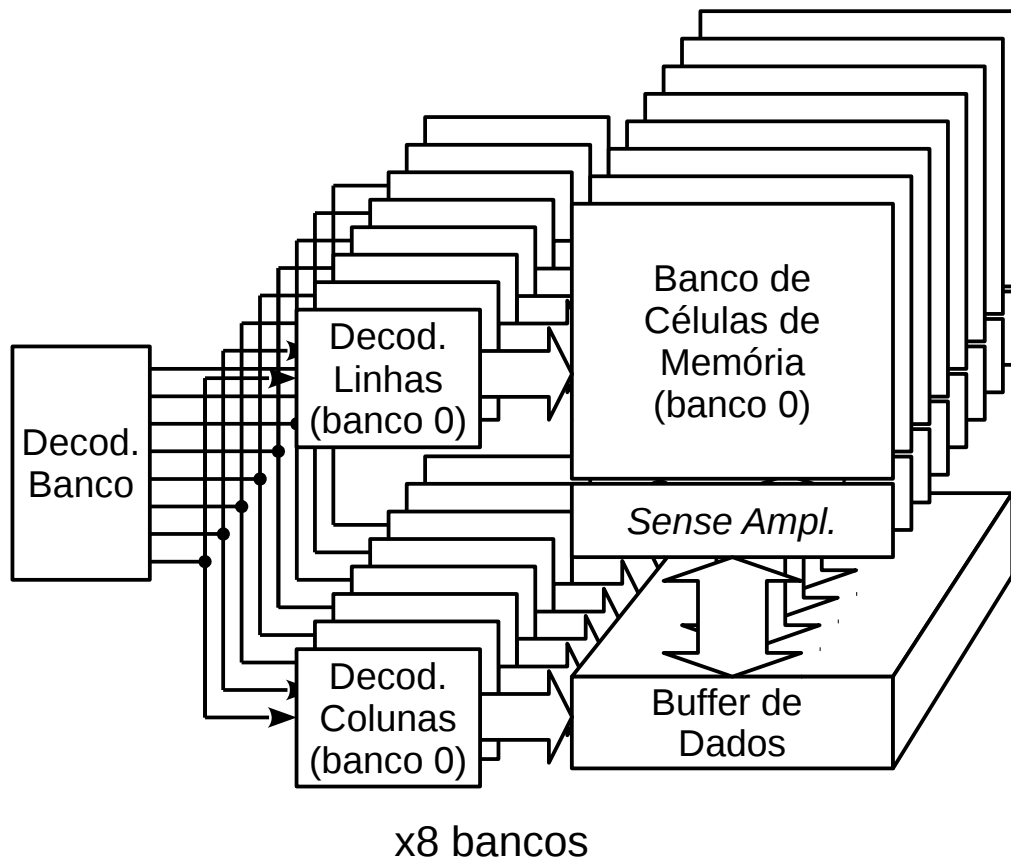 Decod.
Banco
Decod.
Linhas
(banco 0)
Banco de
Células de
Memória
(banco 0)
Sense Ampl.
Decod.
Colunas
(banco 0)
Buffer de
Dados
x8 bancos